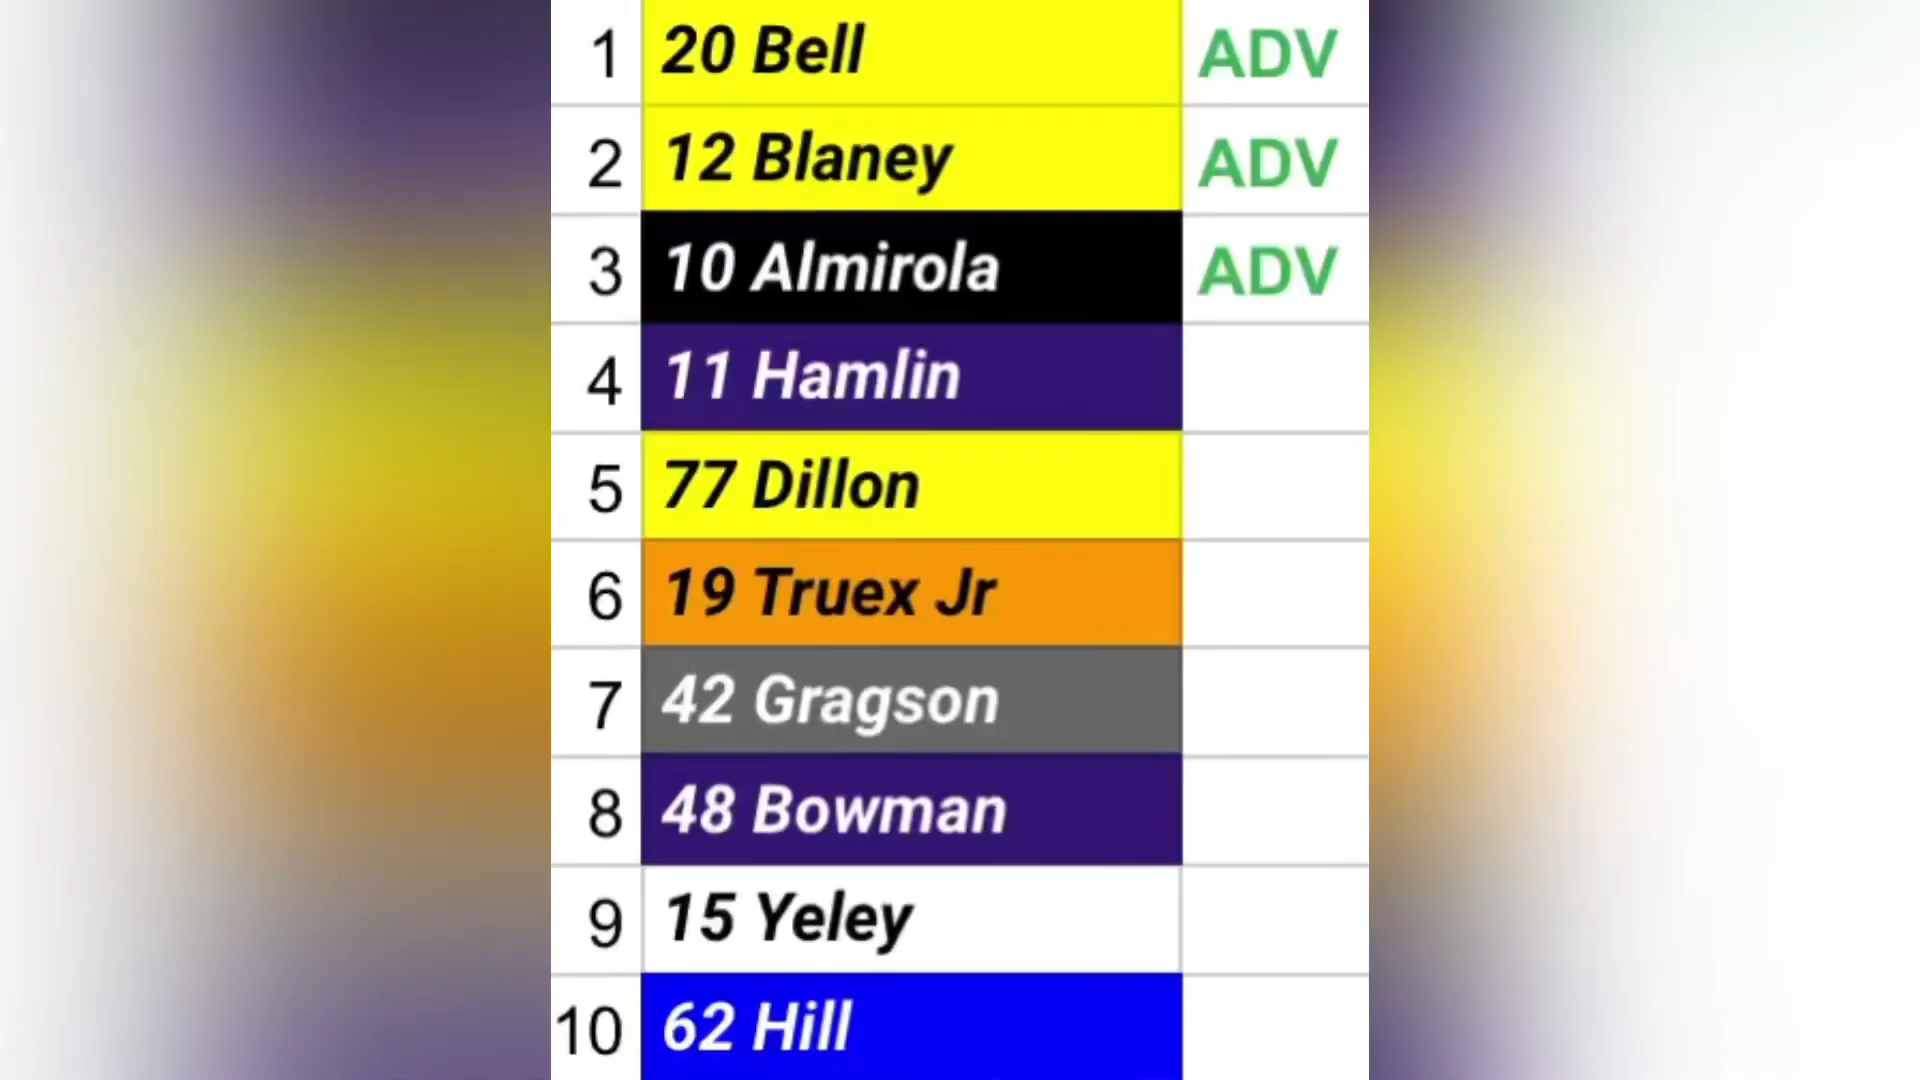 1 20 Bell ADV
2 12 Blaney ADV
3 10 Almirola ADV
4 11 Hamlin
5 77 Dillon
6 19 Truex Jr
7 42 Gragson
8 48 Bowman
9 15 Yeley
10 62 Hill